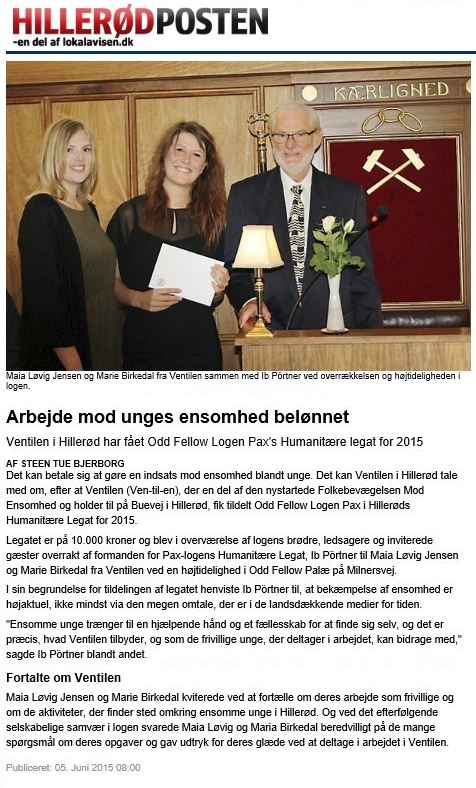 HILLERØDPOSTEN
-en del af lokalavisen.dk
KÆRLIGHED
Maia Løvig Jensen og Marie Birkedal fra Ventilen sammen med Ib Pörtner ved overrækkelsen og højtideligheden i
logen.
Arbejde mod unges ensomhed belønnet
Ventilen i Hillerød har fået Odd Fellow Logen Pax's Humanitære legat for 2015
AF STEEN TUE BJERBORG
Det kan betale sig at gøre en indsats mod ensomhed blandt unge. Det kan Ventilen i Hillerød tale
med om, efter at Ventilen (Ven-til-en), der en del af den nystartede Folkebevægelsen Mod
Ensomhed og holder til på Buevej i Hillerød, fik tildelt Odd Fellow Logen Pax i Hillerøds
Humanitære Legat for 2015.
Legatet er på 10.000 kroner og blev i overværelse af logens brødre, ledsagere og inviterede
gæster overrakt af formanden for Pax-logens Humanitære Legat, Ib Pörtner til Maia Løvig Jensen
og Marie Birkedal fra Ventilen ved en højtidelighed i Odd Fellow Palæ på Milnersvej.
I sin begrundelse for tildelingen af legatet henviste Ib Pörtner til, at bekæmpelse af ensomhed er
højaktuel, ikke mindst via den megen omtale, der er i de landsdækkende medier for tiden.
"Ensomme unge trænger til en hjælpende hånd og et fællesskab for at finde sig selv, og det er
præcis, hvad Ventilen tilbyder, og som de frivillige unge, der deltager i arbejdet, kan bidrage med,"
sagde Ib Pörtner blandt andet.
Fortalte om Ventilen
Maia Løvig Jensen og Marie Birkedal kviterede ved at fortælle om deres arbejde som frivillige og
om de aktiviteter, der finder sted omkring ensomme unge i Hillerød. Og ved det efterfølgende
selskabelige samvær i logen svarede Maia Løvig og Maria Birkedal beredvilligt på de mange
spørgsmål om deres opgaver og gav udtryk for deres glæde ved at deltage i arbejdet i Ventilen.
Publiceret: 05. Juni 2015 08:00